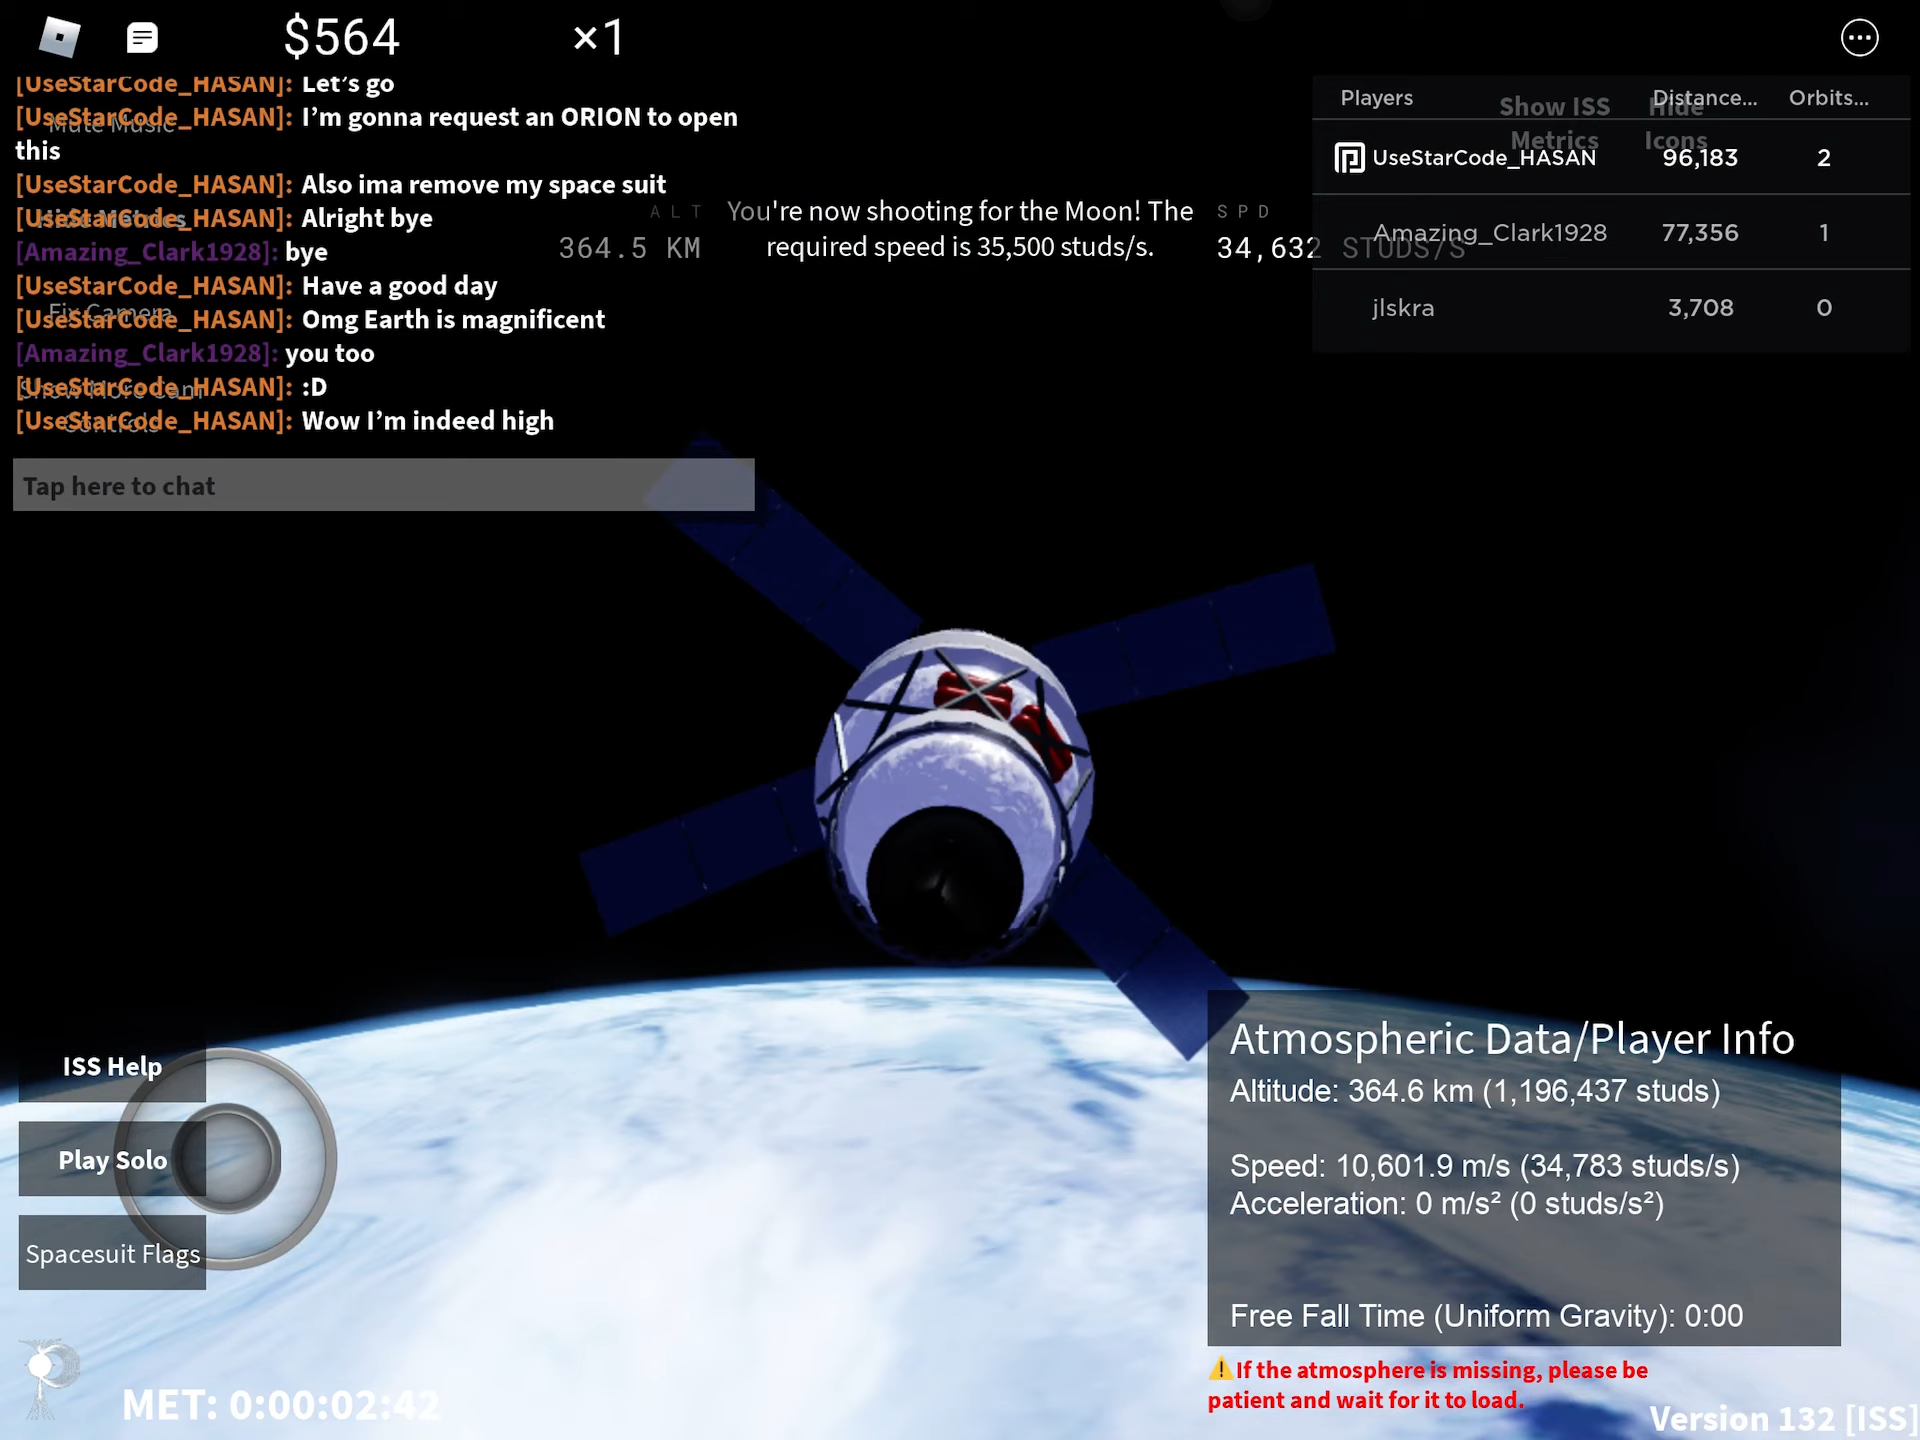 $564
×1
[UseStarCode_HASAN]: Let's go
[UseStarCode_HASAN]: I'm gonna request an ORION to open
this
[UseStarCode_HASAN]: Also ima remove my space suit
[UseStarCode_HASAN]: Alright bye
[Amazing_Clark1928]: bye
[UseStarCode_HASAN]: Have a good day
[UseStarCode_HASAN]: Omg Earth is magnificent
[Amazing_Clark1928]: you too
[UseStarCode_HASAN]: :D
[UseStarCode_HASAN]: Wow I'm indeed high
Mute Music
Fix Camera
Tap here to chat
ALT
364.5 KM
You're now shooting for the Moon! The
required speed is 35,500 studs/s.
SPD
34,632 STUDS/S
Show ISS
Metrics
Hide
Icons
Players Distance... Orbits...
UseStarCode_HASAN 96,183 2
Amazing_Clark1928 77,356 1
jlskra 3,708 0
ISS Help
Play Solo
Spacesuit Flags
MET: 0:00:02:42
Atmospheric Data/Player Info
Altitude: 364.6 km (1,196,437 studs)
Speed: 10,601.9 m/s (34,783 studs/s)
Acceleration: 0 m/s² (0 studs/s²)
Free Fall Time (Uniform Gravity): 0:00
⚠️If the atmosphere is missing, please be
patient and wait for it to load.
Version 132 [ISS]